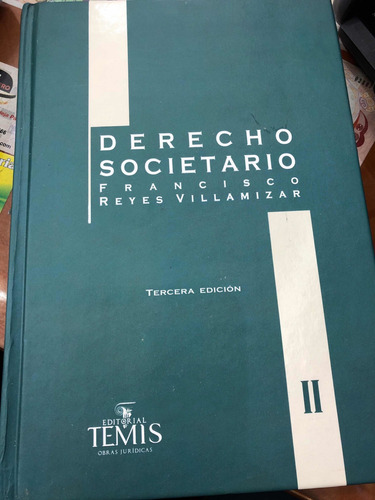 DERECHO
SOCIETARIO
FRANCISCO
REYES VILLAMIZAR
TERCERA EDICIÓN
II
EDITORIAL
TEMIS
OBRAS JURÍDICAS